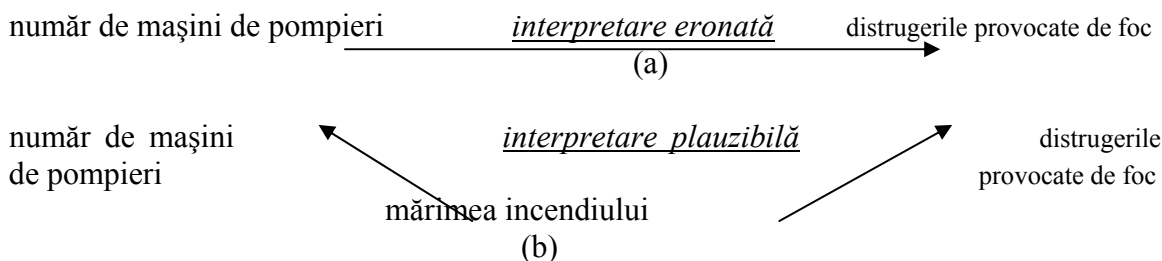 număr de maşini de pompieri interpretare eronată distrugerile provocate de foc
(a)
număr de maşini interpretare plauzibilă distrugerile
de pompieri provocate de foc
mărimea incendiului
(b)